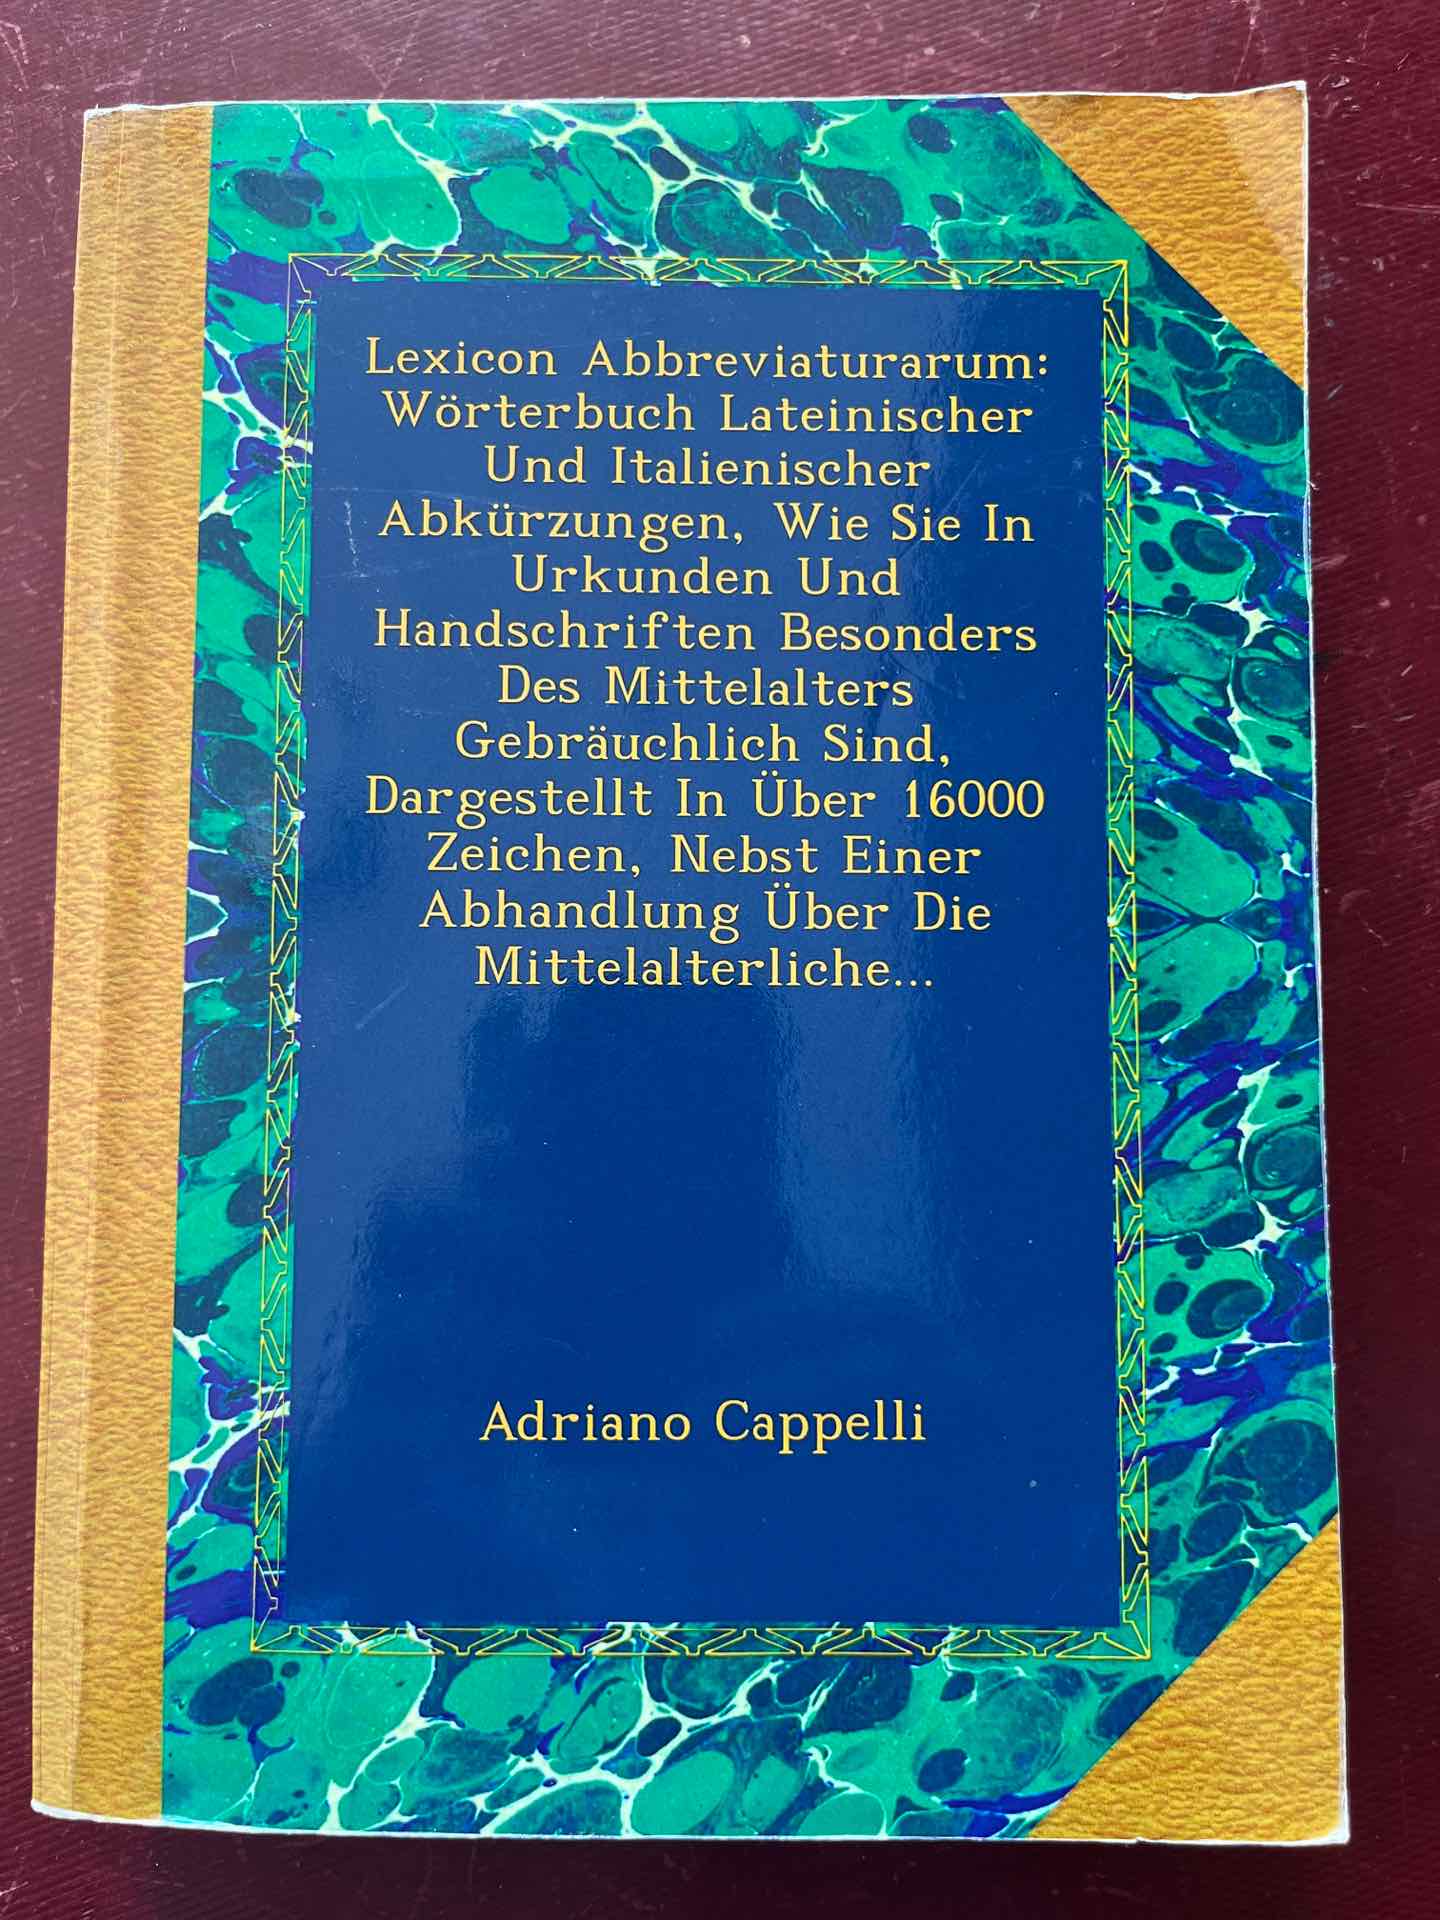 Lexicon Abbreviaturarum:
Wörterbuch Lateinischer
Und Italienischer
Abkürzungen, Wie Sie In
Urkunden Und
Handschriften Besonders
Des Mittelalters
Gebräuchlich Sind,
Dargestellt In Über 16000
Zeichen, Nebst Einer
Abhandlung Über Die
Mittelalterliche...
Adriano Cappelli